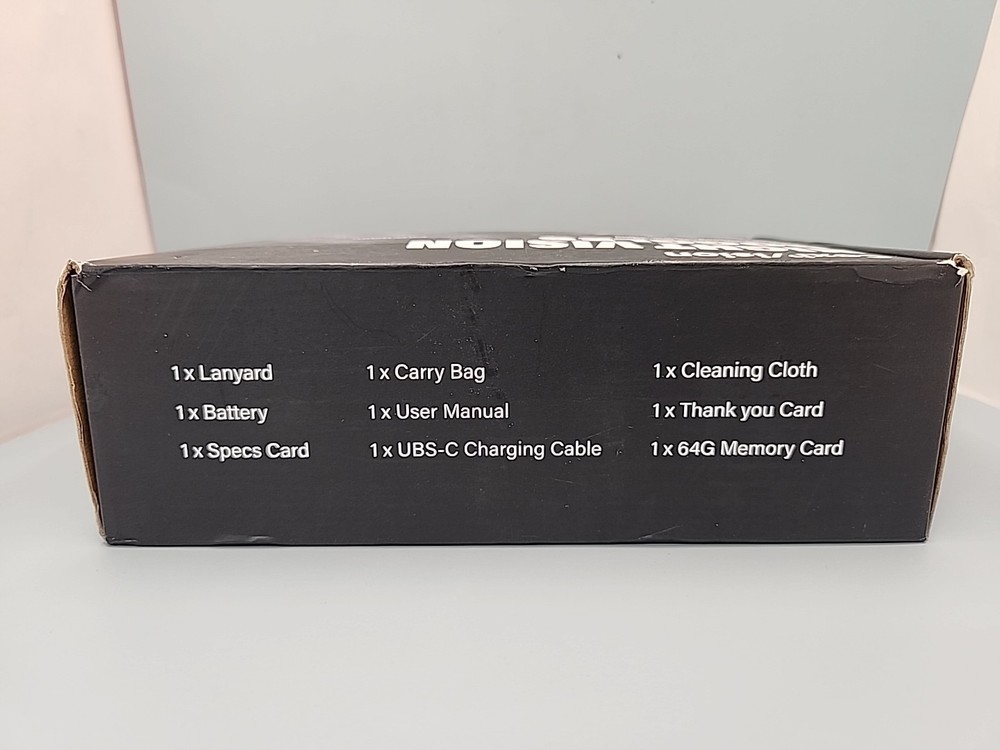 VISION
1 x Lanyard
1 x Battery
1 x Specs Card
1 x Carry Bag
1 x User Manual
1 x UBS-C Charging Cable
1 x Cleaning Cloth
1 x Thank you Card
1 x 64G Memory Card